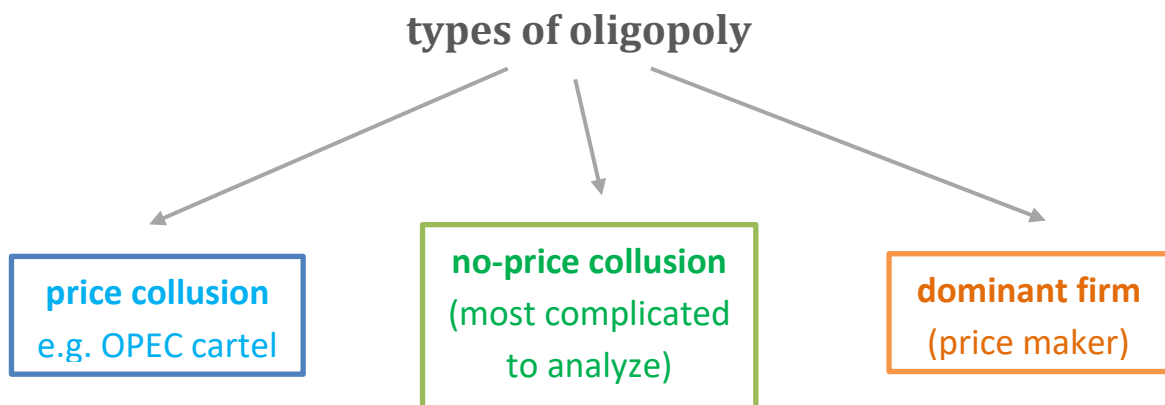 types of oligopoly
price collusion
e.g. OPEC cartel
no-price collusion
(most complicated
to analyze)
dominant firm
(price maker)